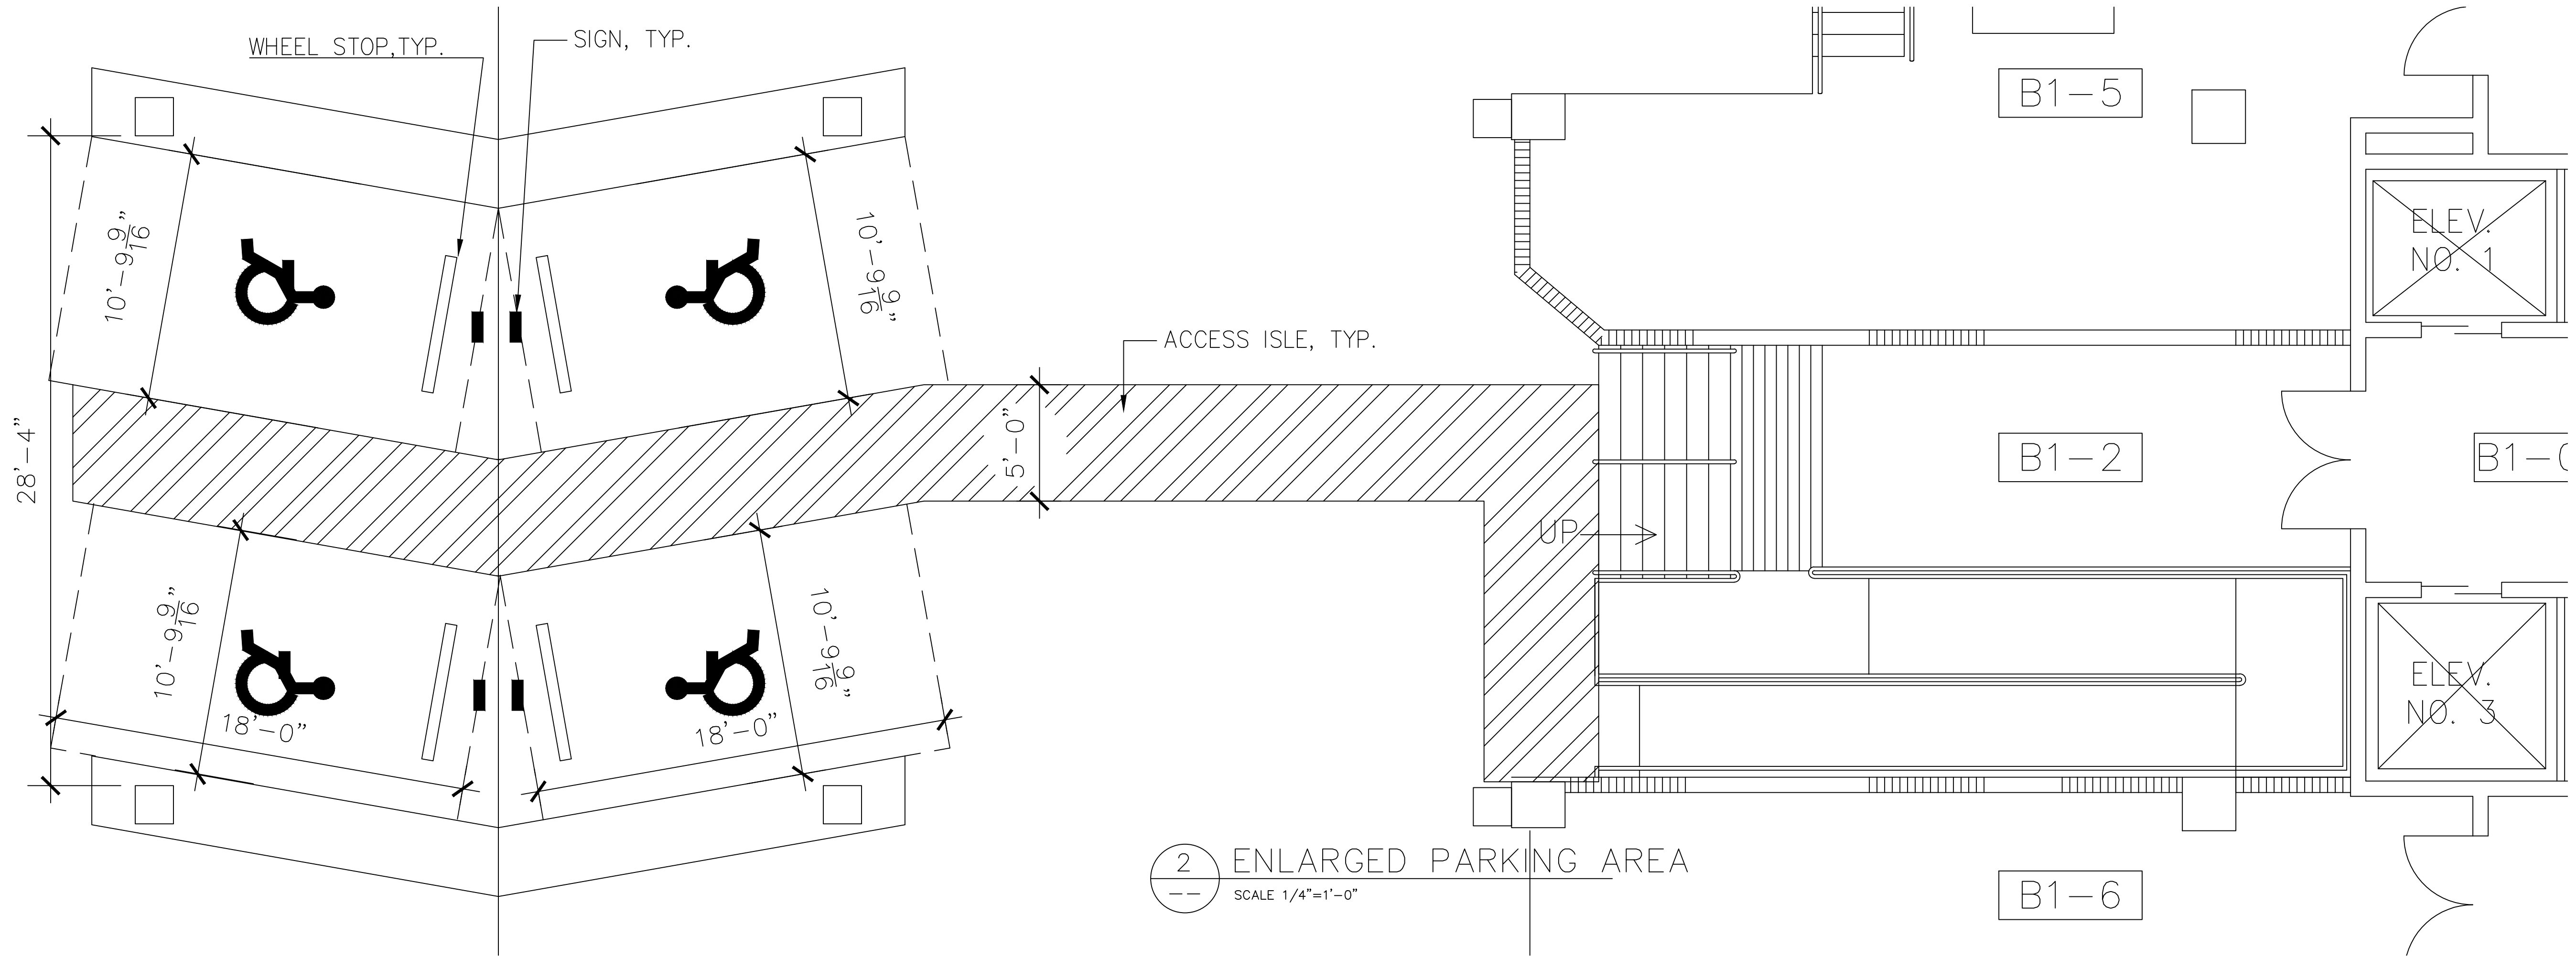 WHEEL STOP,TYP.
SIGN, TYP.
B1-5
10'-9 9/16"
10'-9 9/16"
ELEV.
NO. 1
ACCESS ISLE, TYP.
28'-4"
5'-0"
B1-2
B1-0
UP
10'-9 9/16"
10'-9 9/16"
18'-0"
18'-0"
ELEV.
NO. 3
2
--
ENLARGED PARKING AREA
SCALE 1/4"=1'-0"
B1-6